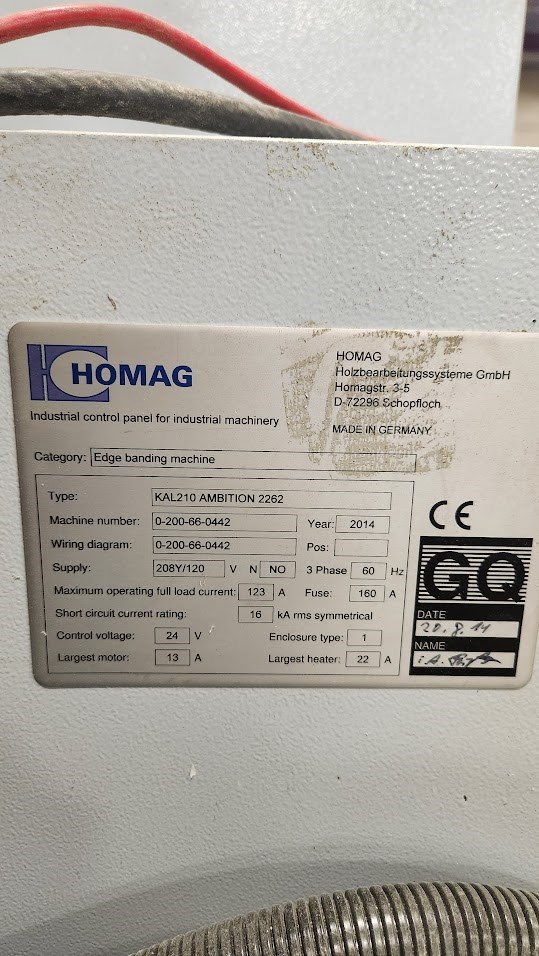 HOMAG
HOMAG
Holzbearbeitungssysteme GmbH
Homagstr. 3-5
D-72296 Schopfloch
Industrial control panel for industrial machinery
MADE IN GERMANY
Category: Edge banding machine
Type: KAL210 AMBITION 2262
Machine number: 0-200-66-0442 Year: 2014
Wiring diagram: 0-200-66-0442 Pos:
Supply: 208Y/120 V N NO 3 Phase 60 Hz
Maximum operating full load current: 123 A Fuse: 160 A
Short circuit current rating: 16 kA rms symmetrical
Control voltage: 24 V Enclosure type: 1
Largest motor: 13 A Largest heater: 22 A
CE
GQ
DATE
20.8.14
NAME
i.A.